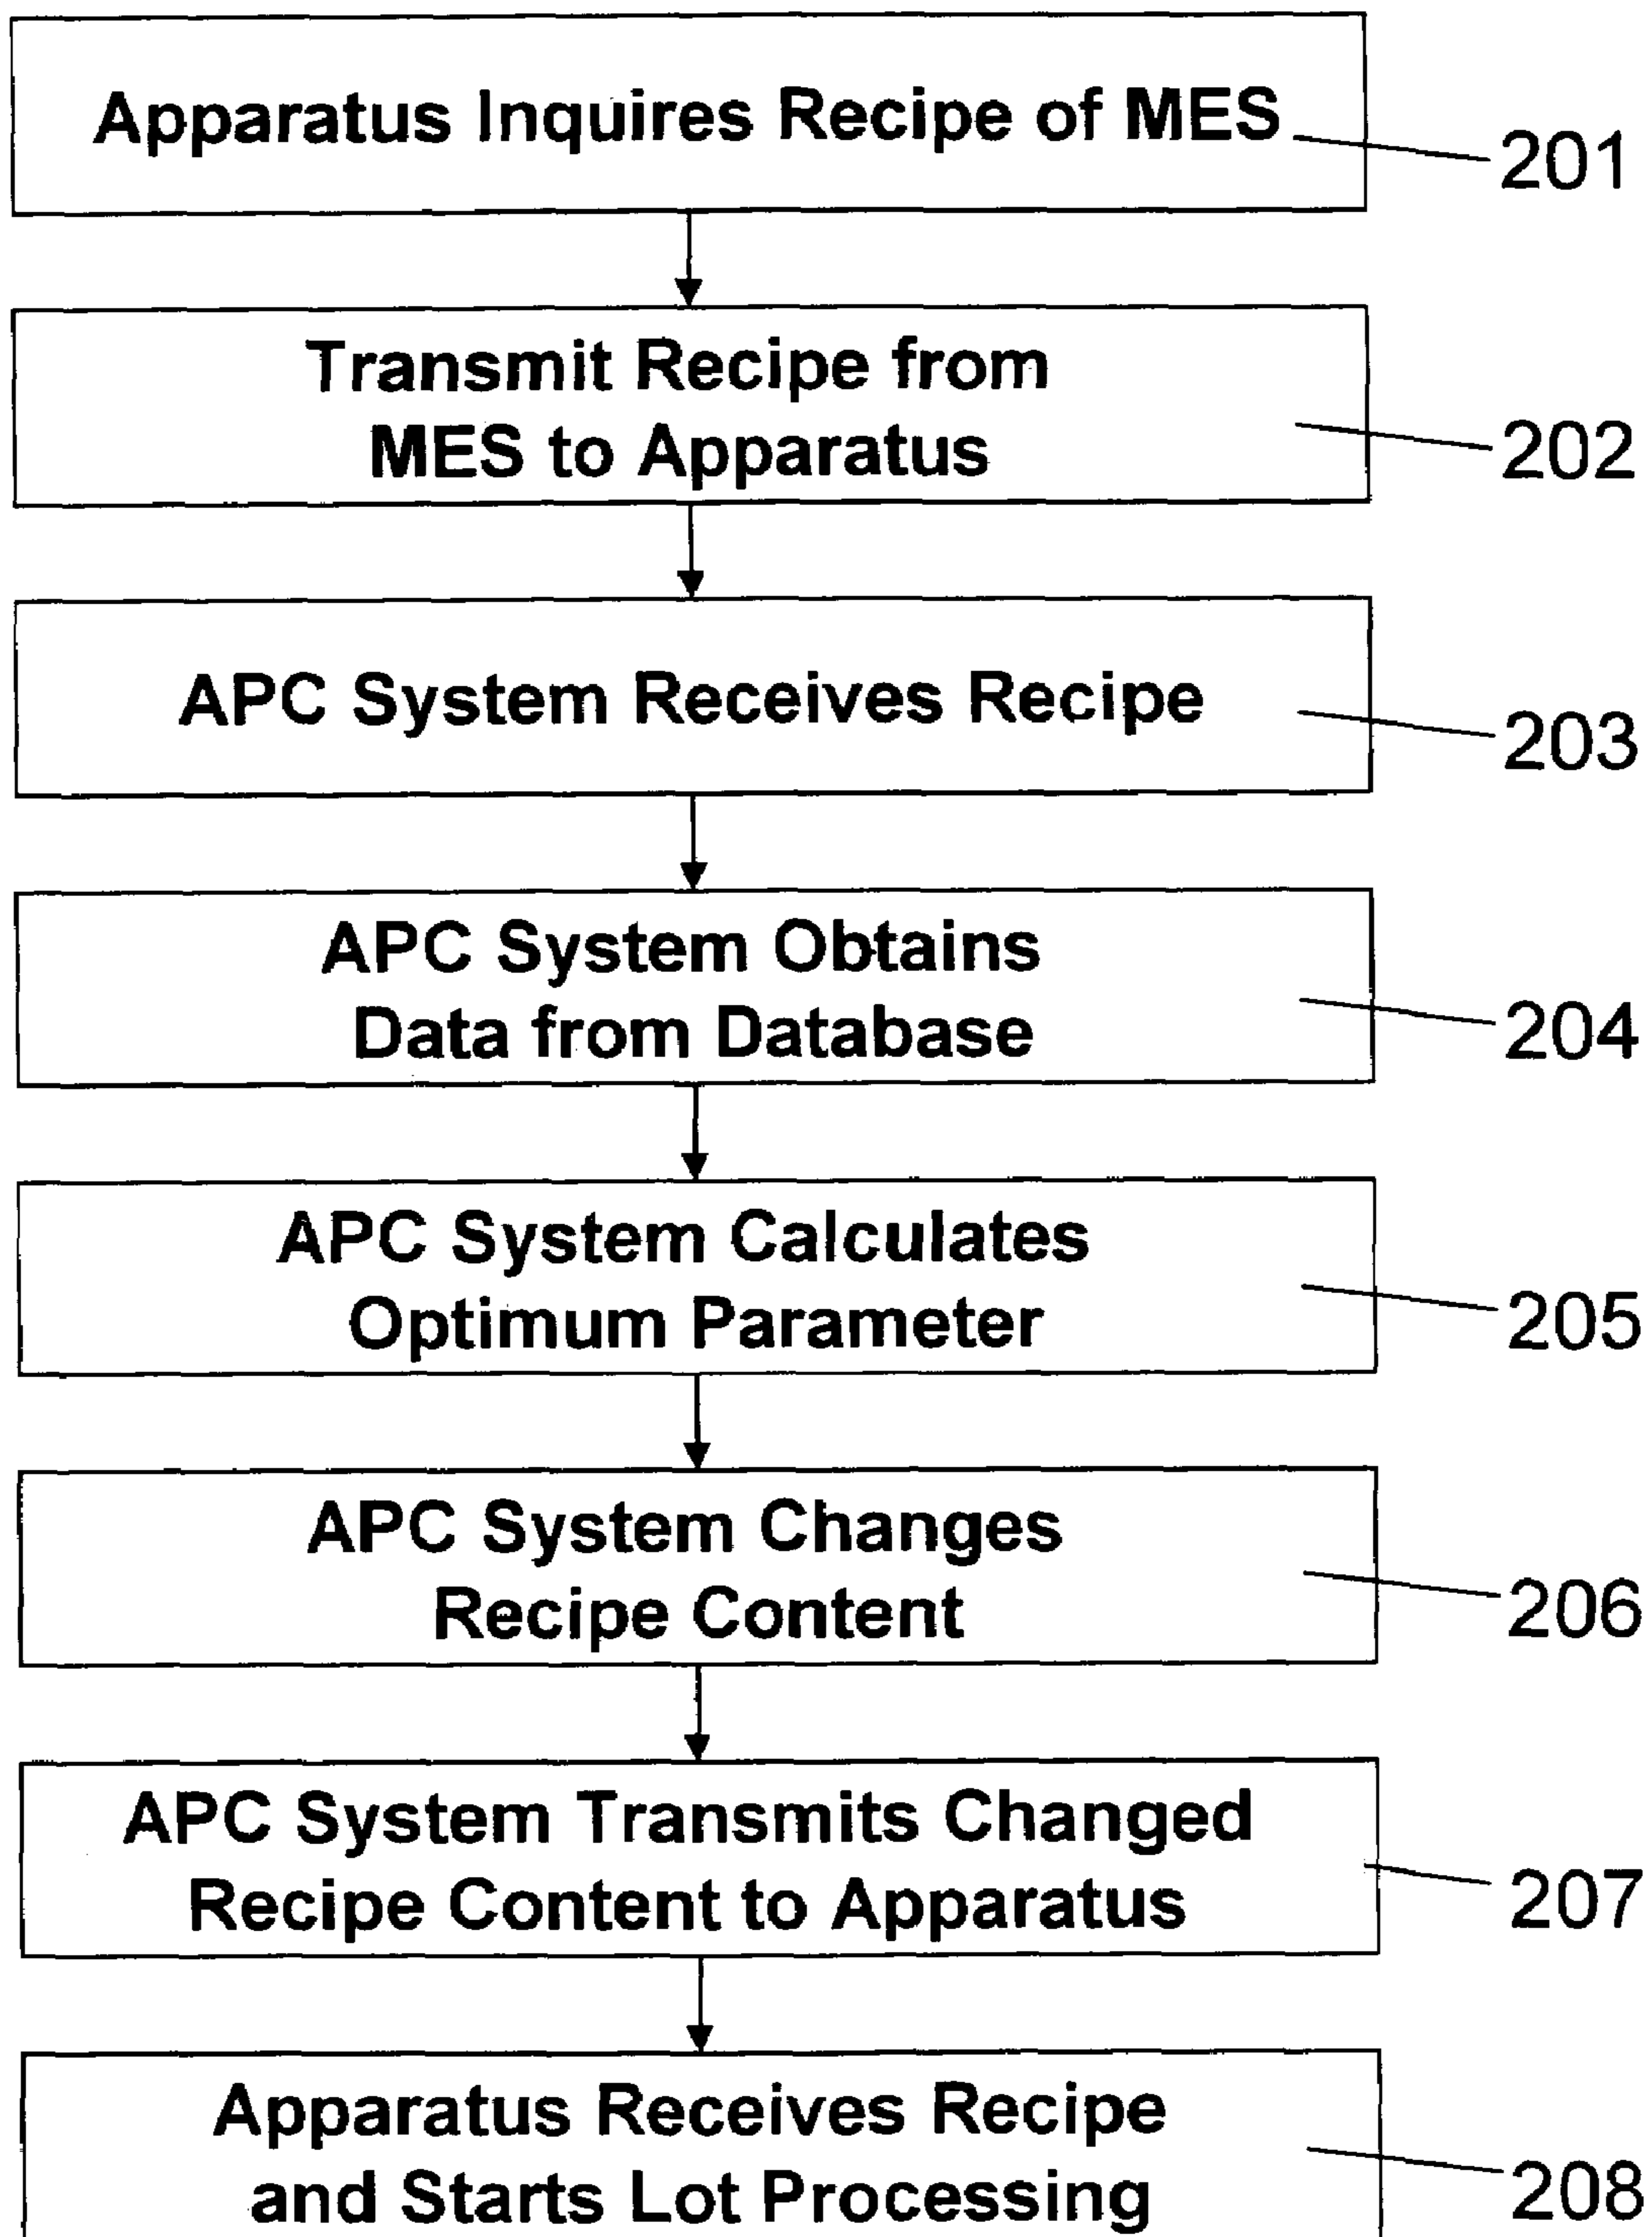 Apparatus Inquires Recipe of MES
201
Transmit Recipe from
MES to Apparatus
202
APC System Receives Recipe
203
APC System Obtains
Data from Database
204
APC System Calculates
Optimum Parameter
205
APC System Changes
Recipe Content
206
APC System Transmits Changed
Recipe Content to Apparatus
207
Apparatus Receives Recipe
and Starts Lot Processing
208